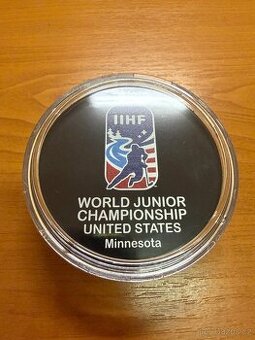 IIHF
WORLD JUNIOR
CHAMPIONSHIP
UNITED STATES
Minnesota